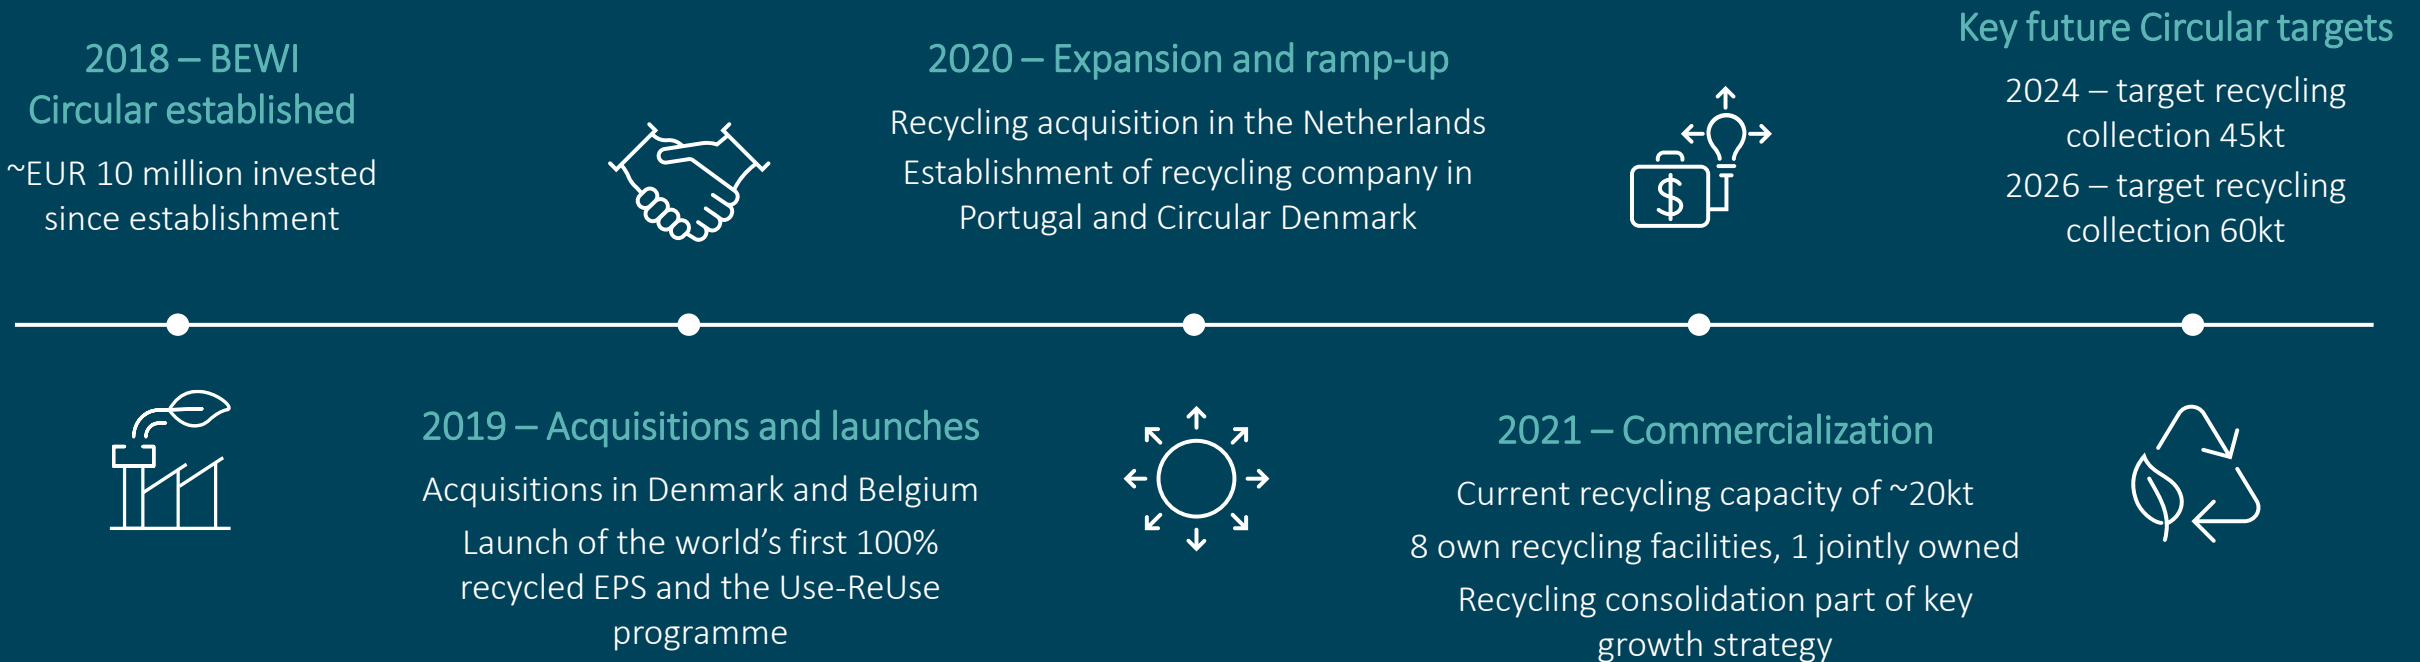 2018 – BEWI
Circular established
~EUR 10 million invested
since establishment
2019 – Acquisitions and launches
Acquisitions in Denmark and Belgium
Launch of the world’s first 100%
recycled EPS and the Use-ReUse
programme
2020 – Expansion and ramp-up
Recycling acquisition in the Netherlands
Establishment of recycling company in
Portugal and Circular Denmark
2021 – Commercialization
Current recycling capacity of ~20kt
8 own recycling facilities, 1 jointly owned
Recycling consolidation part of key
growth strategy
$
Key future Circular targets
2024 – target recycling
collection 45kt
2026 – target recycling
collection 60kt